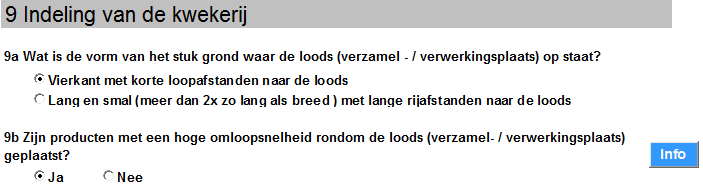 9 Indeling van de kwekerij
9a Wat is de vorm van het stuk grond waar de loods (verzamel - / verwerkingsplaats) op staat?
Vierkant met korte loopafstanden naar de loods
Lang en smal (meer dan 2x zo lang als breed ) met lange rijafstanden naar de loods
9b Zijn producten met een hoge omloopsnelheid rondom de loods (verzamel- / verwerkingsplaats)
geplaatst?
Info
Ja Nee